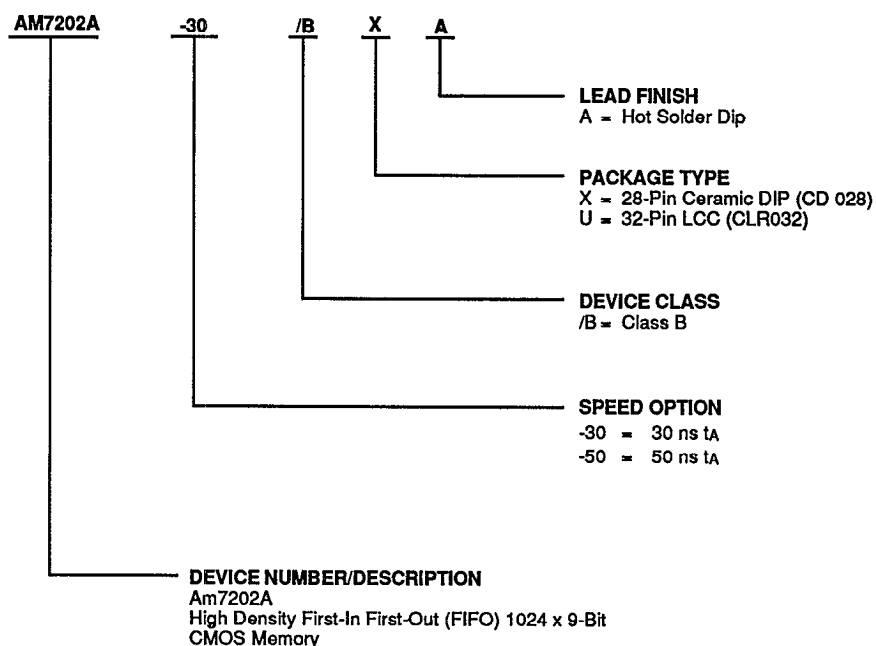 AM7202A -30 /B X A
LEAD FINISH
A = Hot Solder Dip
PACKAGE TYPE
X = 28-Pin Ceramic DIP (CD 028)
U = 32-Pin LCC (CLR032)
DEVICE CLASS
/B = Class B
SPEED OPTION
-30 = 30 ns tA
-50 = 50 ns tA
DEVICE NUMBER/DESCRIPTION
Am7202A
High Density First-In First-Out (FIFO) 1024 x 9-Bit
CMOS Memory